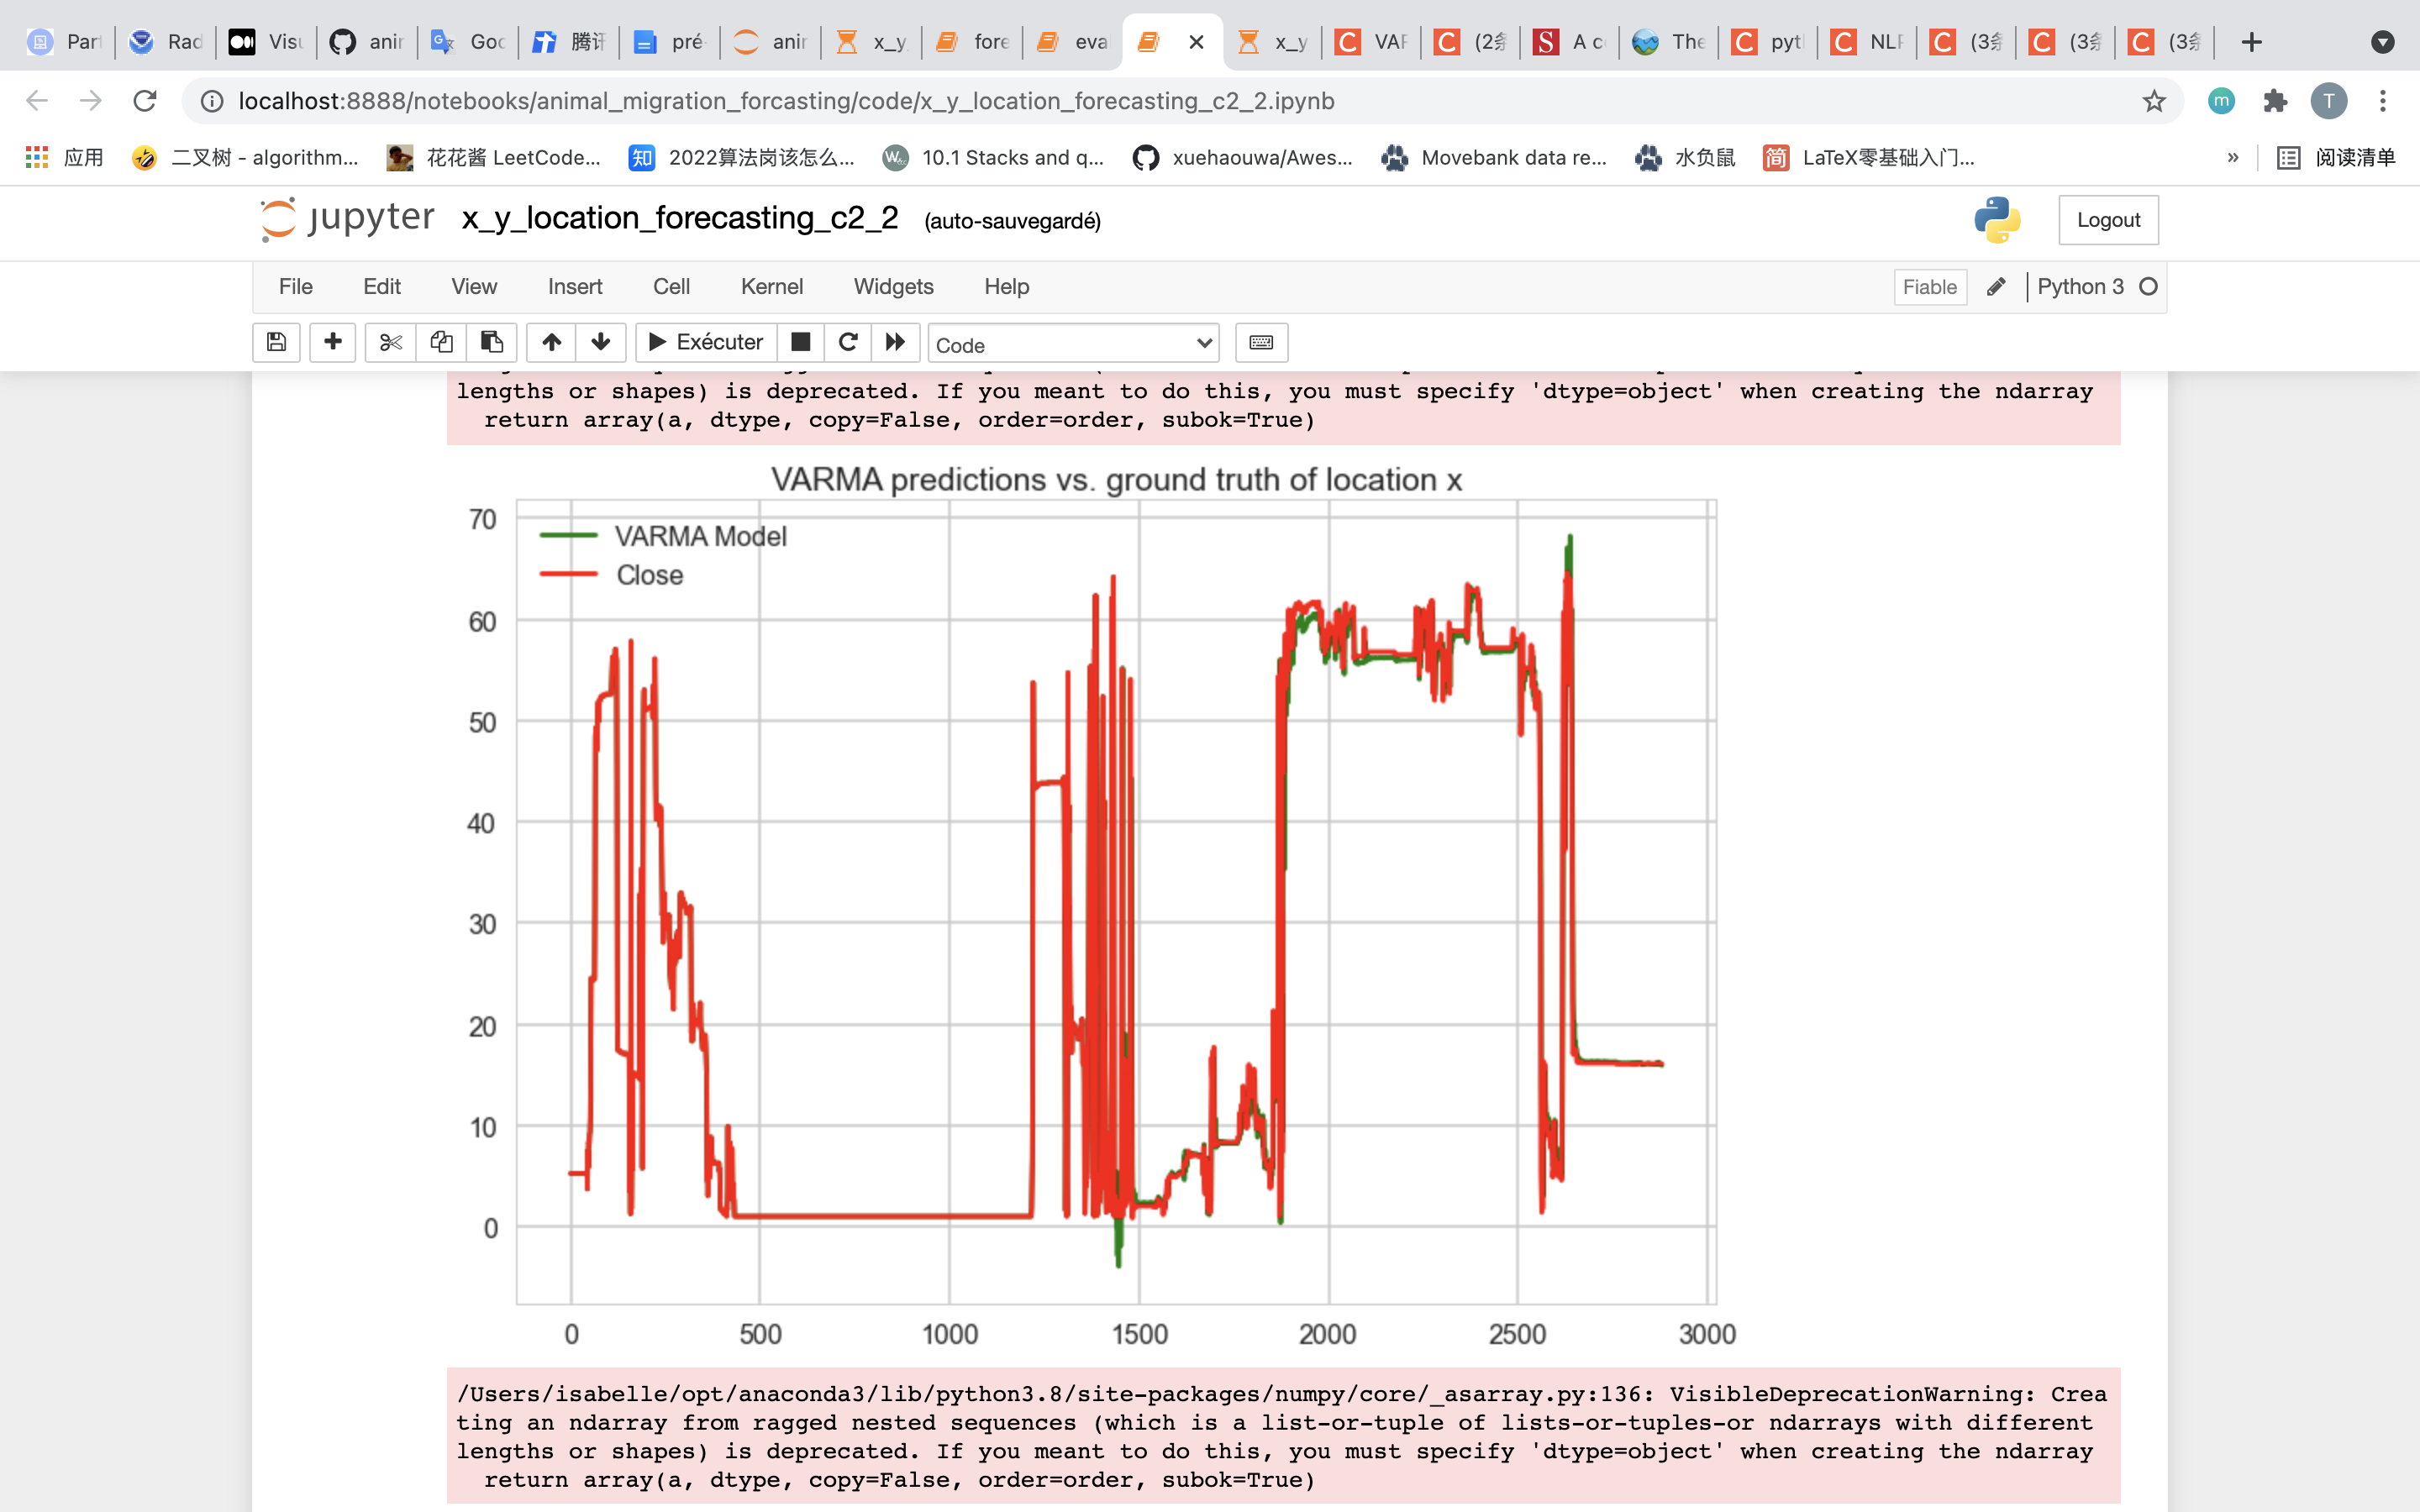 Part
Rad
Visu
anir
Goo
腾讯
pré-
anir
x_y
fore
eva
x_y
VAR
(2条
A co
The
pyth
NLP
(3条
(3条
(3条
localhost:8888/notebooks/animal_migration_forcasting/code/x_y_location_forecasting_c2_2.ipynb
m
T
应用
二叉树 - algorithm...
花花酱 LeetCode...
知 2022算法岗该怎么...
10.1 Stacks and q...
xuehaouwa/Awes...
Movebank data re...
水负鼠
简 LaTeX零基础入门...
»
阅读清单
jupyter x_y_location_forecasting_c2_2 (auto-sauvegardé)
Logout
File Edit View Insert Cell Kernel Widgets Help
Fiable
Python 3
Exécuter
Code
lengths or shapes) is deprecated. If you meant to do this, you must specify 'dtype=object' when creating the ndarray
return array(a, dtype, copy=False, order=order, subok=True)
VARMA predictions vs. ground truth of location x
VARMA Model
Close
70
60
50
40
30
20
10
0
0 500 1000 1500 2000 2500 3000
/Users/isabelle/opt/anaconda3/lib/python3.8/site-packages/numpy/core/_asarray.py:136: VisibleDeprecationWarning: Crea
ting an ndarray from ragged nested sequences (which is a list-or-tuple of lists-or-tuples-or ndarrays with different
lengths or shapes) is deprecated. If you meant to do this, you must specify 'dtype=object' when creating the ndarray
return array(a, dtype, copy=False, order=order, subok=True)